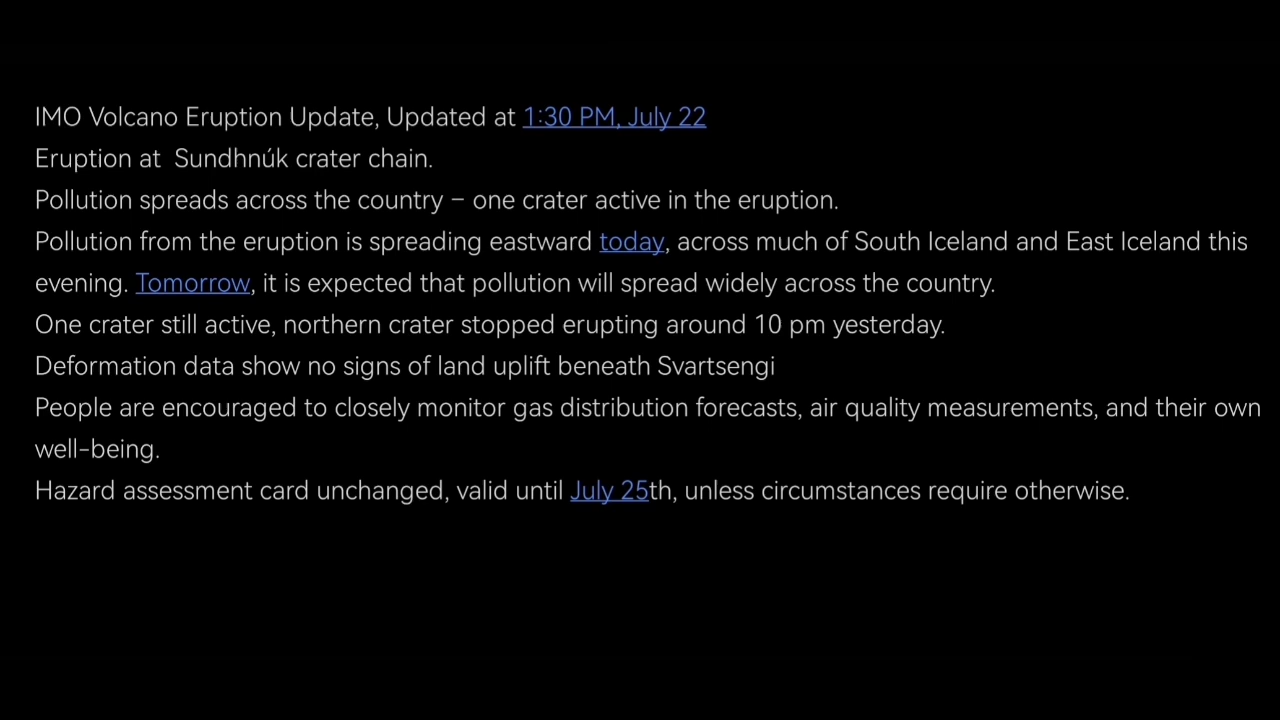 IMO Volcano Eruption Update, Updated at 1:30 PM, July 22
Eruption at  Sundhnúk crater chain.
Pollution spreads across the country – one crater active in the eruption.
Pollution from the eruption is spreading eastward today, across much of South Iceland and East Iceland this
evening. Tomorrow, it is expected that pollution will spread widely across the country.
One crater still active, northern crater stopped erupting around 10 pm yesterday.
Deformation data show no signs of land uplift beneath Svartsengi
People are encouraged to closely monitor gas distribution forecasts, air quality measurements, and their own
well-being.
Hazard assessment card unchanged, valid until July 25th, unless circumstances require otherwise.